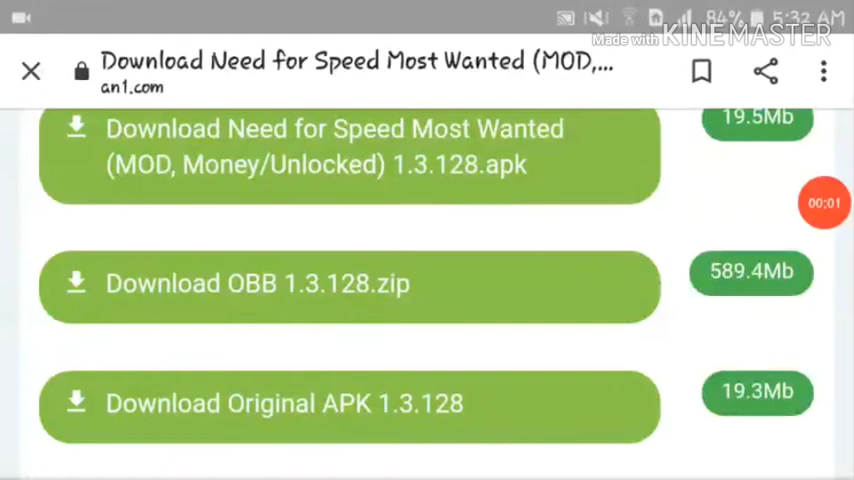 84% 5:32 AM
Made with KINEMASTER
Download Need for Speed Most Wanted (MOD,...
an1.com
Download Need for Speed Most Wanted
(MOD, Money/Unlocked) 1.3.128.apk
19.5Mb
00:01
Download OBB 1.3.128.zip
589.4Mb
Download Original APK 1.3.128
19.3Mb